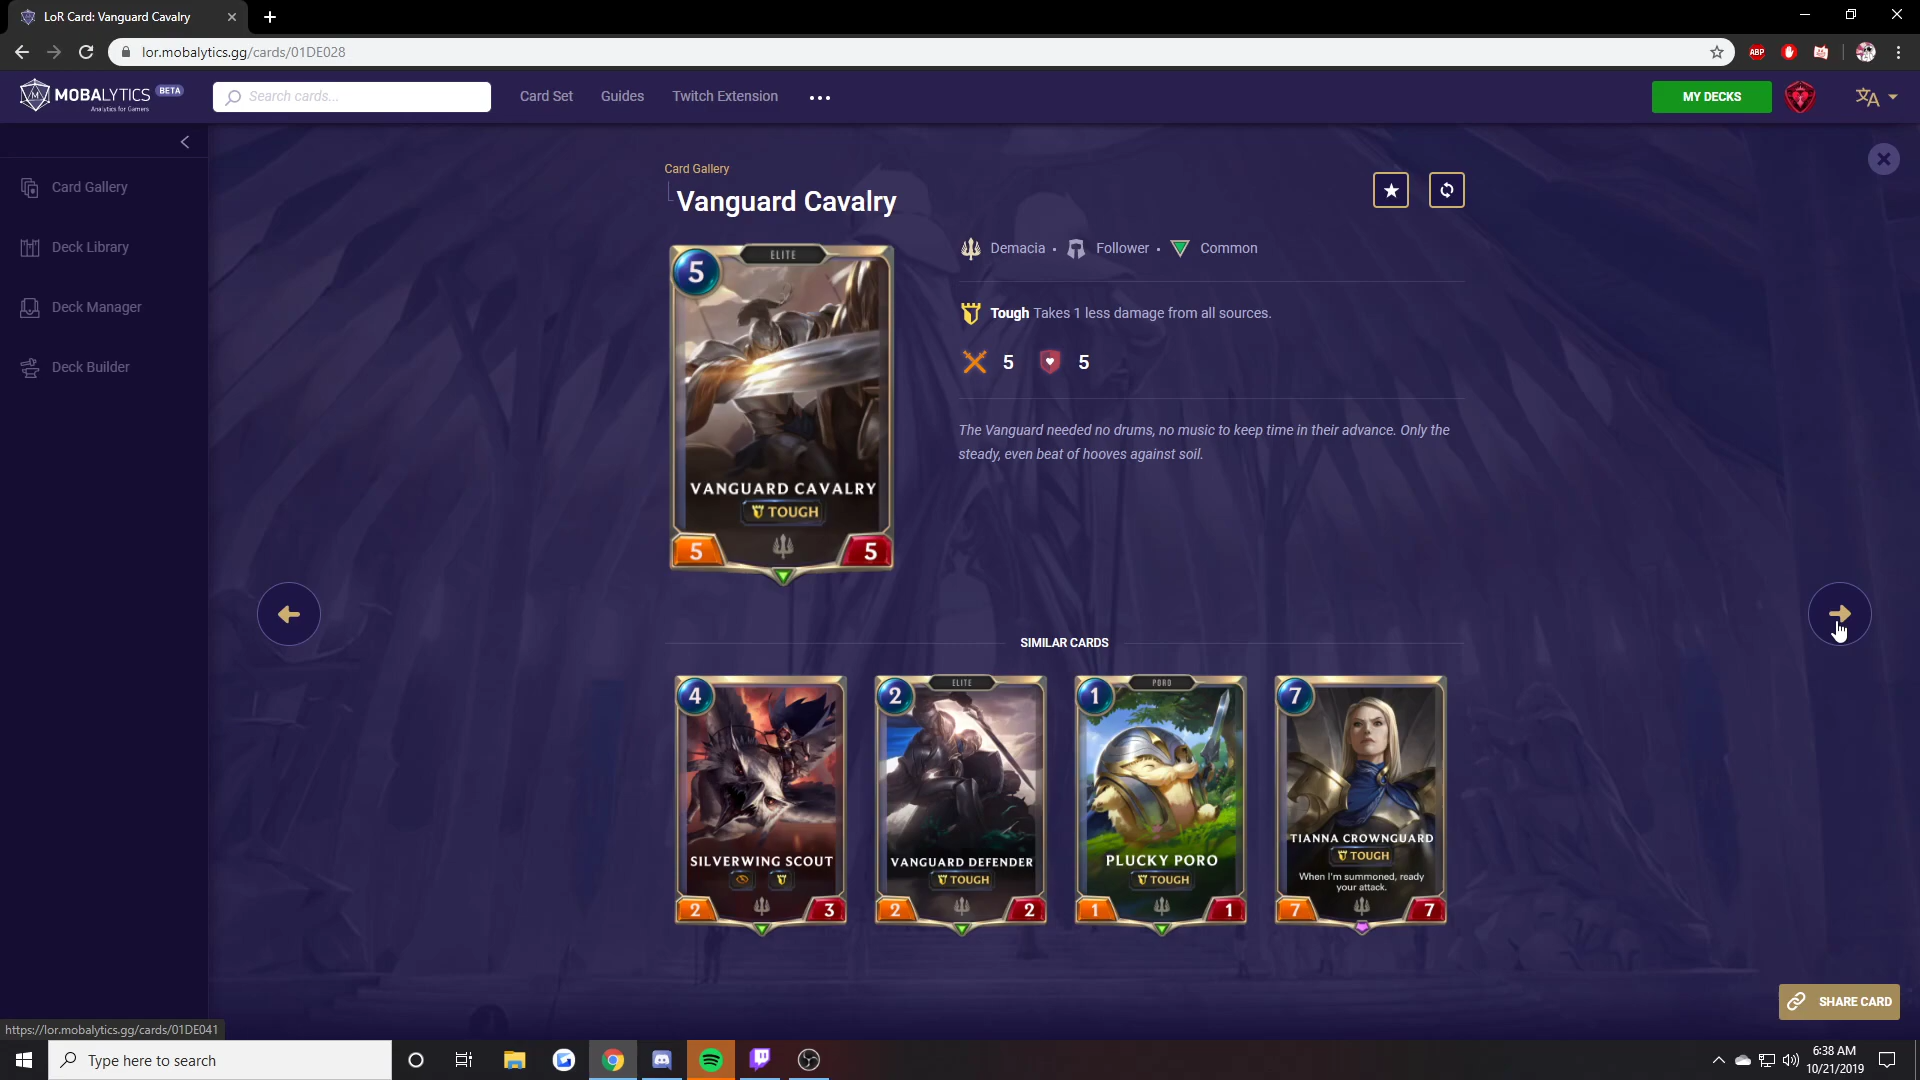 LoR Card: Vanguard Cavalry
lor.mobalytics.gg/cards/01DE028
ABP
MOBALYTICS BETA
Analytics for Gamers
Search cards...
Card Set
Guides
Twitch Extension
MY DECKS
Card Gallery
Deck Library
Deck Manager
Deck Builder
Card Gallery
Vanguard Cavalry
5
ELITE
VANGUARD CAVALRY
TOUGH
5
5
Demacia • Follower • Common
Tough Takes 1 less damage from all sources.
5 5
The Vanguard needed no drums, no music to keep time in their advance. Only the
steady, even beat of hooves against soil.
SIMILAR CARDS
4
SILVERWING SCOUT
2
3
2
ELITE
VANGUARD DEFENDER
TOUGH
2
2
1
PORO
PLUCKY PORO
TOUGH
1
1
7
TIANNA CROWNGUARD
TOUGH
When I'm summoned, ready
your attack.
7
7
SHARE CARD
https://lor.mobalytics.gg/cards/01DE041
Type here to search
6:38 AM
10/21/2019